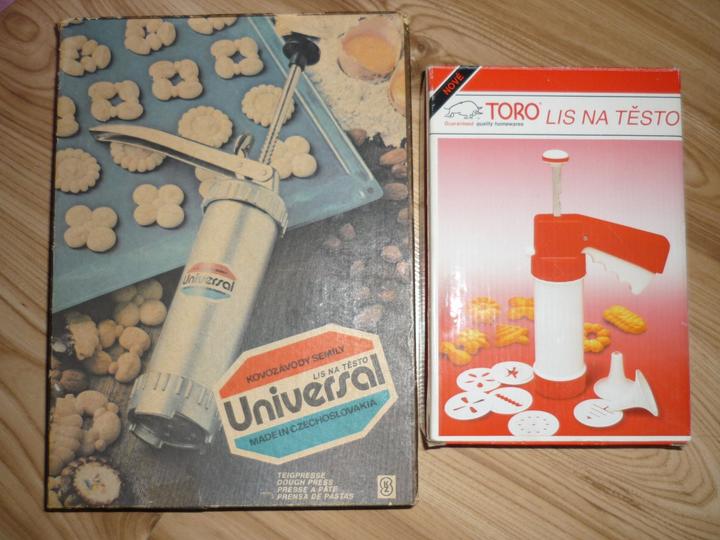 Universal
KOVOZÁVODY SEMILY
LIS NA TĚSTO
Universal
MADE IN CZECHOSLOVAKIA
TEIGPRESSE
DOUGH PRESS
PRESSE A PÂTE
PRENSA DE PASTAS
NOVÉ
TORO
Guaranteed quality homewares
LIS NA TĚSTO